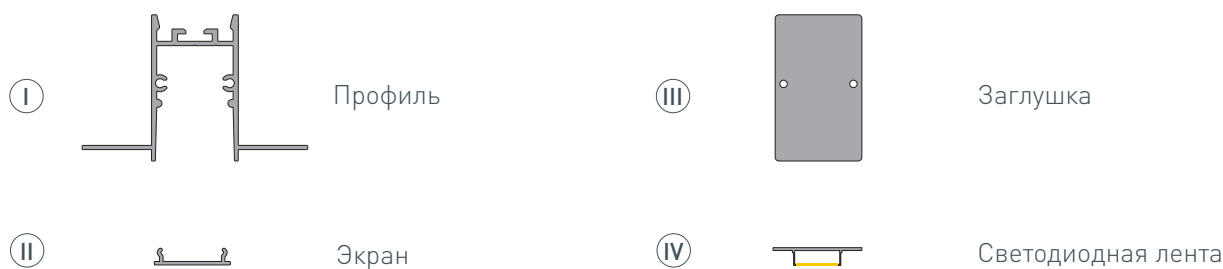 I
Профиль
III
Заглушка
II
Экран
IV
Светодиодная лента